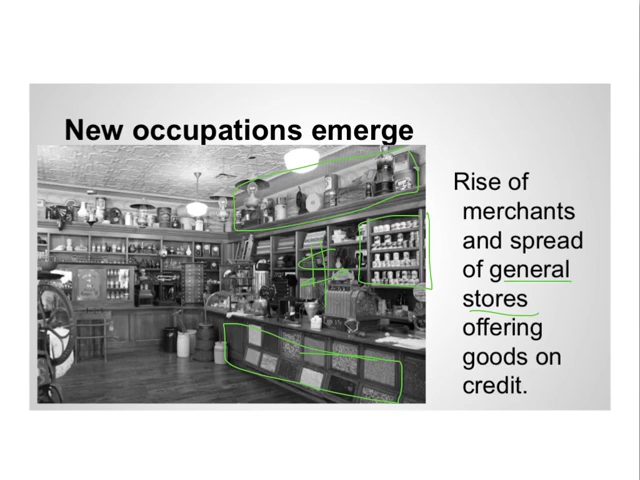 New occupations emerge
Rise of
merchants
and spread
of general
stores
offering
goods on
credit.